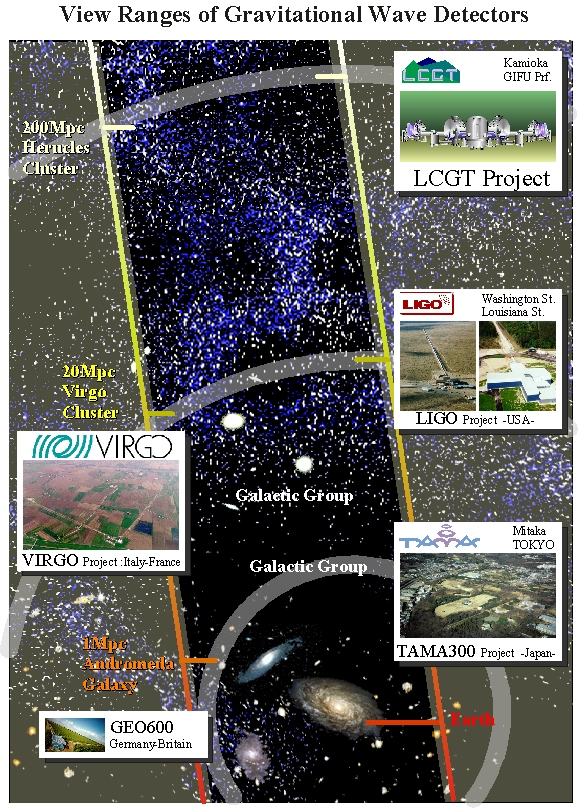 View Ranges of Gravitational Wave Detectors
Kamioka
GIFU Prf.
LCGT
LCGT Project
200Mpc
Herucles
Cluster
LIGO
Washington St.
Louisiana St.
LIGO Project -USA-
20Mpc
Virgo
Cluster
VIRGO
VIRGO Project :Italy-France
Galactic Group
Galactic Group
TAMA
Mitaka
TOKYO
TAMA300 Project -Japan-
1Mpc
Andromeda
Galaxy
Earth
GEO600
Germany-Britain